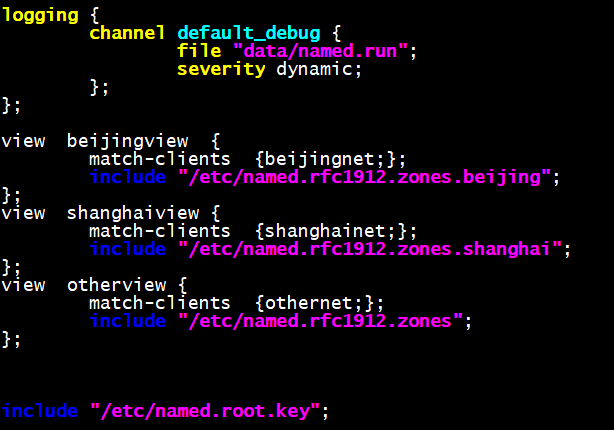 logging {
        channel default_debug {
                file "data/named.run";
                severity dynamic;
        };
};
view  beijingview  {
        match-clients  {beijingnet;};
        include "/etc/named.rfc1912.zones.beijing";
};
view  shanghaiview {
        match-clients  {shanghainet;};
        include "/etc/named.rfc1912.zones.shanghai";
};
view  otherview {
        match-clients  {othernet;};
        include "/etc/named.rfc1912.zones";
};
include "/etc/named.root.key";